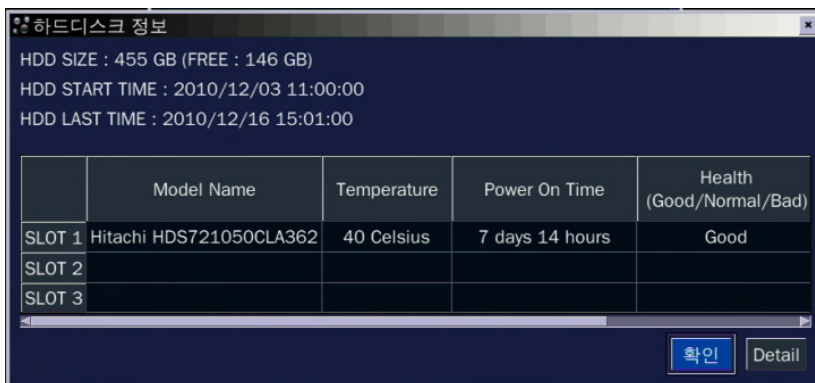 하드디스크 정보
HDD SIZE : 455 GB (FREE : 146 GB)
HDD START TIME : 2010/12/03 11:00:00
HDD LAST TIME : 2010/12/16 15:01:00
Model Name Temperature Power On Time Health (Good/Normal/Bad)
SLOT 1 Hitachi HDS721050CLA362 40 Celsius 7 days 14 hours Good
SLOT 2
SLOT 3
확인 Detail